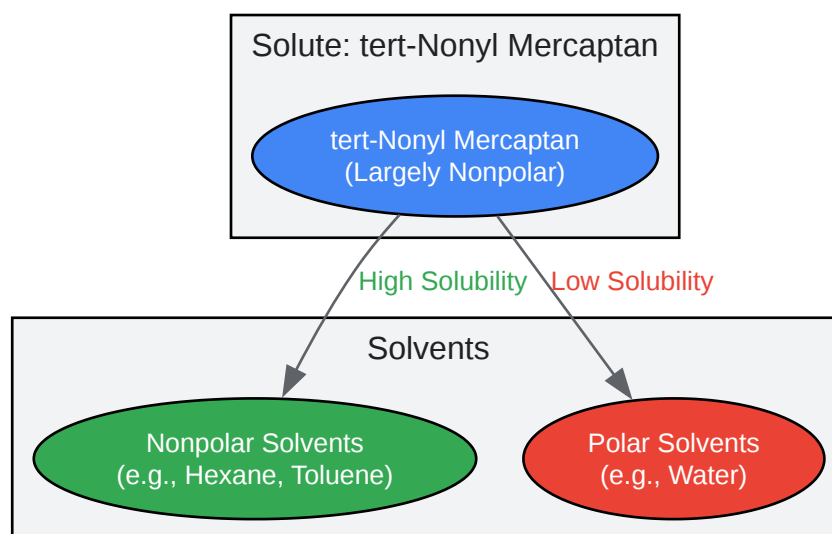 Solute: tert-Nonyl Mercaptan
tert-Nonyl Mercaptan
(Largely Nonpolar)
High Solubility
Low Solubility
Solvents
Nonpolar Solvents
(e.g., Hexane, Toluene)
Polar Solvents
(e.g., Water)